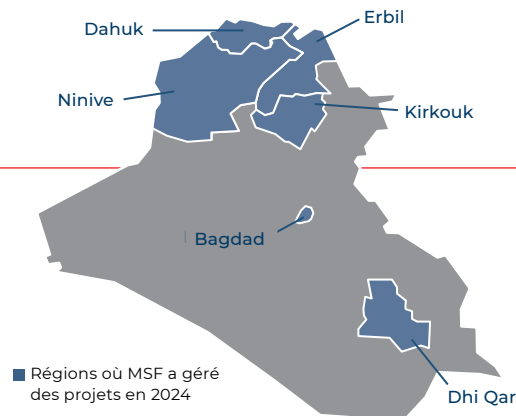 Dahuk
Erbil
Ninive
Kirkouk
Bagdad
Régions où MSF a géré
des projets en 2024
Dhi Qar